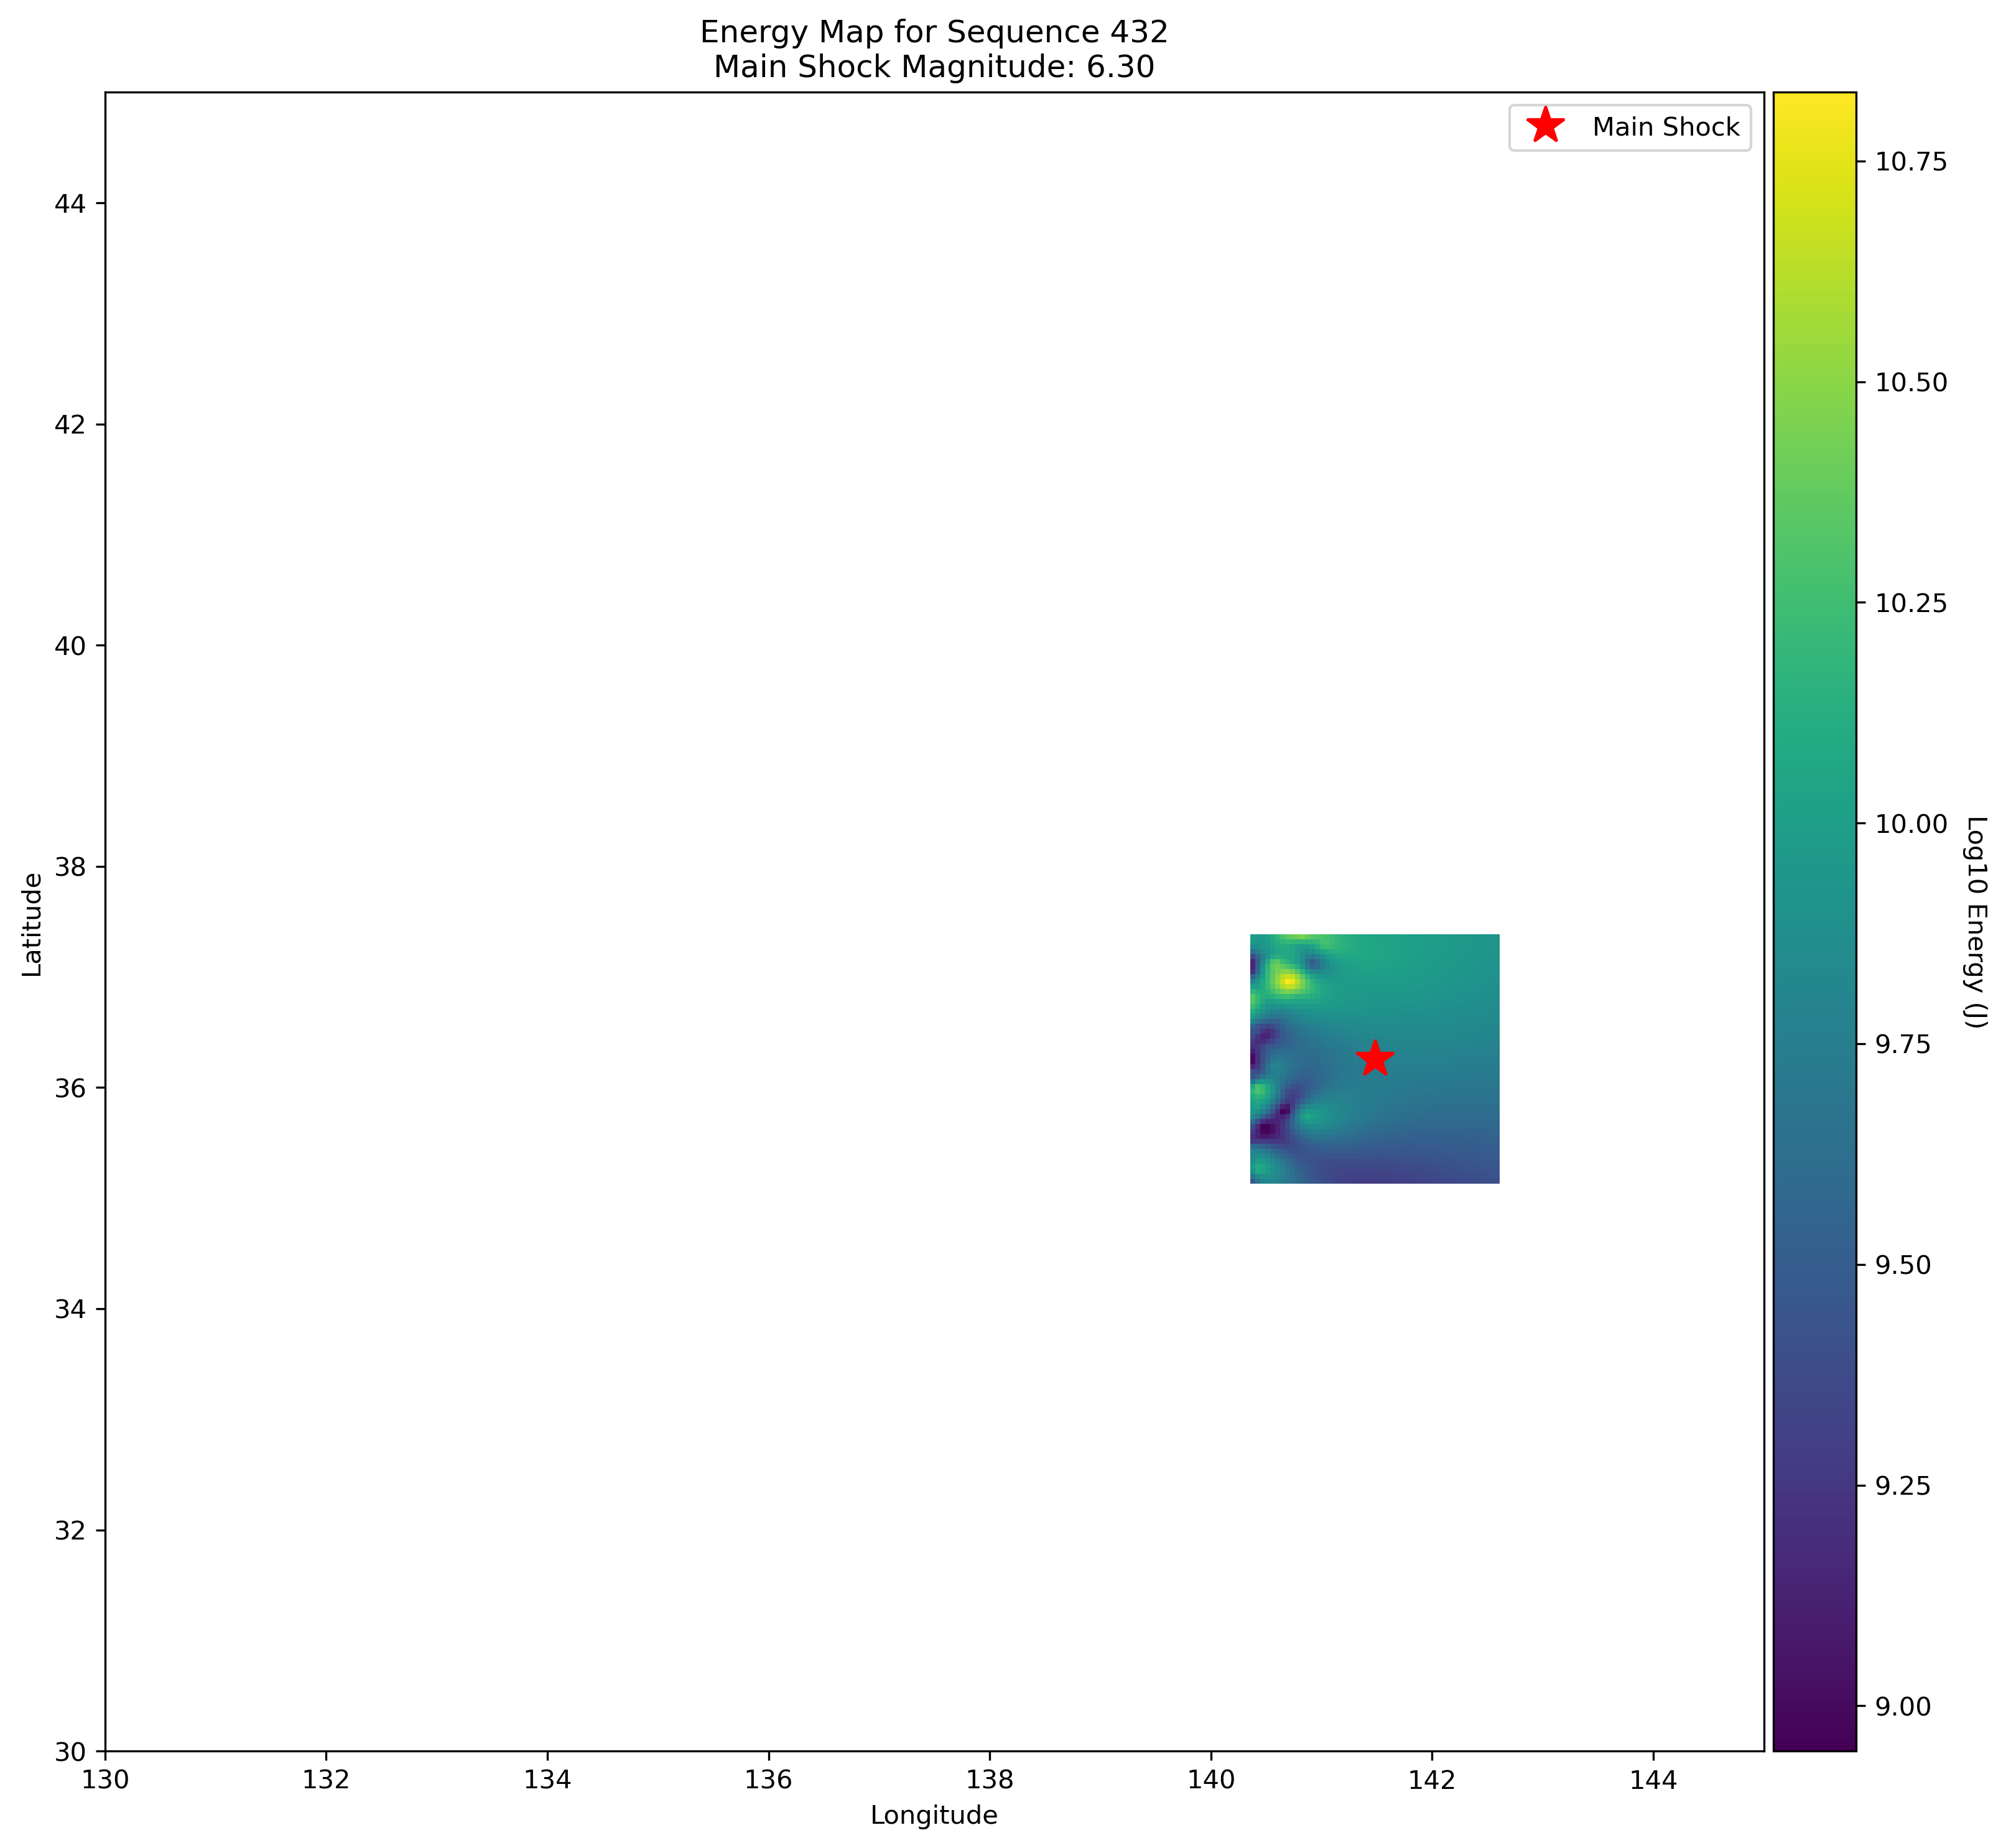 Energy Map for Sequence 432
Main Shock Magnitude: 6.30
Main Shock
44
42
40
38
36
34
32
30
Latitude
130 132 134 136 138 140 142 144
Longitude
10.75
10.50
10.25
10.00
9.75
9.50
9.25
9.00
Log10 Energy (J)